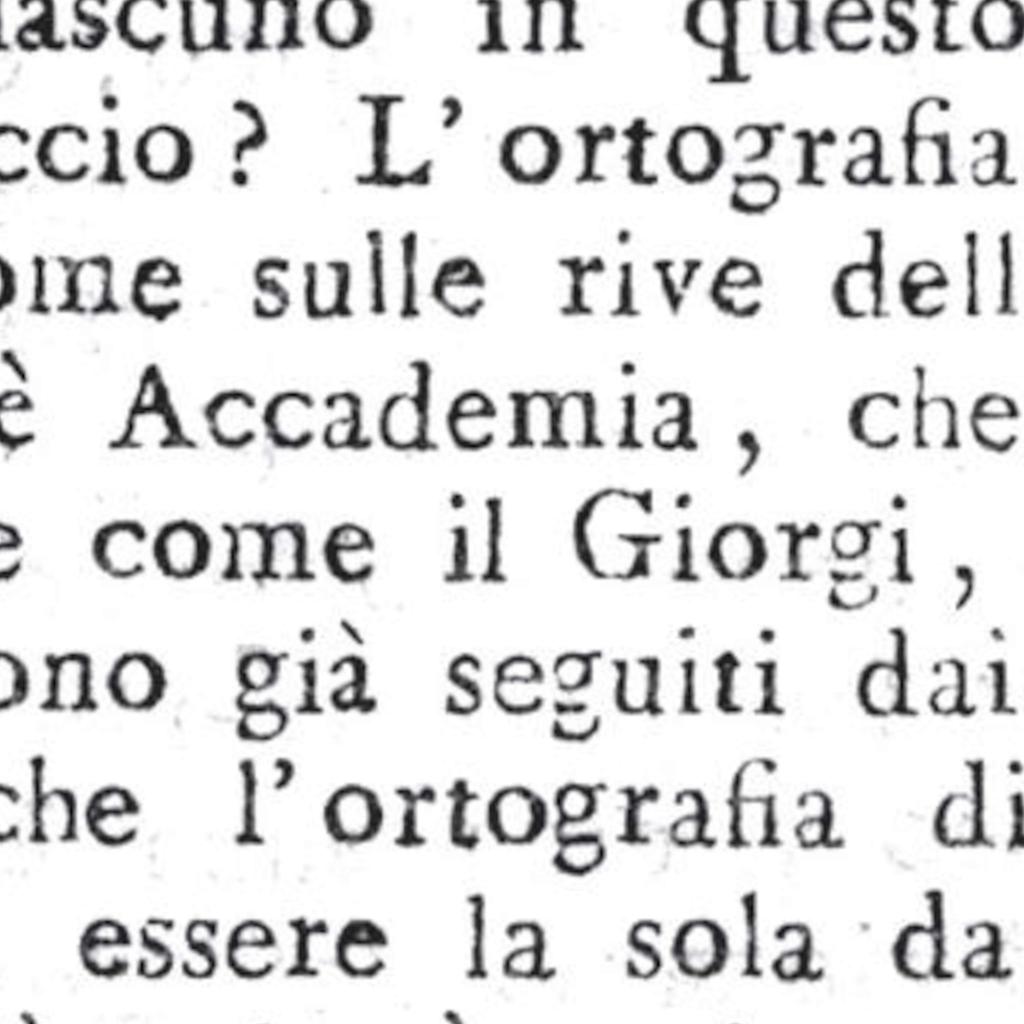 iascuno in questo
ccio? L' ortografia
ome sulle rive dell
è Accademia, che
e come il Giorgi,
ono già seguiti dai
che l'ortografia di
essere la sola da